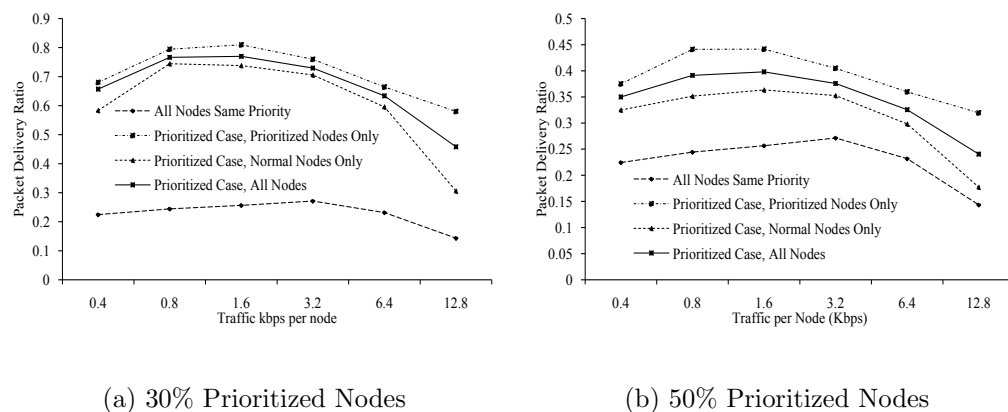 0.9
0.8
0.7
0.6
0.5
0.4
0.3
0.2
0.1
0
Packet Delivery Ratio
All Nodes Same Priority
Prioritized Case, Prioritized Nodes Only
Prioritized Case, Normal Nodes Only
Prioritized Case, All Nodes
0.4 0.8 1.6 3.2 6.4 12.8
Traffic kbps per node
(a) 30% Prioritized Nodes
0.5
0.45
0.4
0.35
0.3
0.25
0.2
0.15
0.1
0.05
0
Packet Delivery Ratio
All Nodes Same Priority
Prioritized Case, Prioritized Nodes Only
Prioritized Case, Normal Nodes Only
Prioritized Case, All Nodes
0.4 0.8 1.6 3.2 6.4 12.8
Traffic per Node (Kbps)
(b) 50% Prioritized Nodes